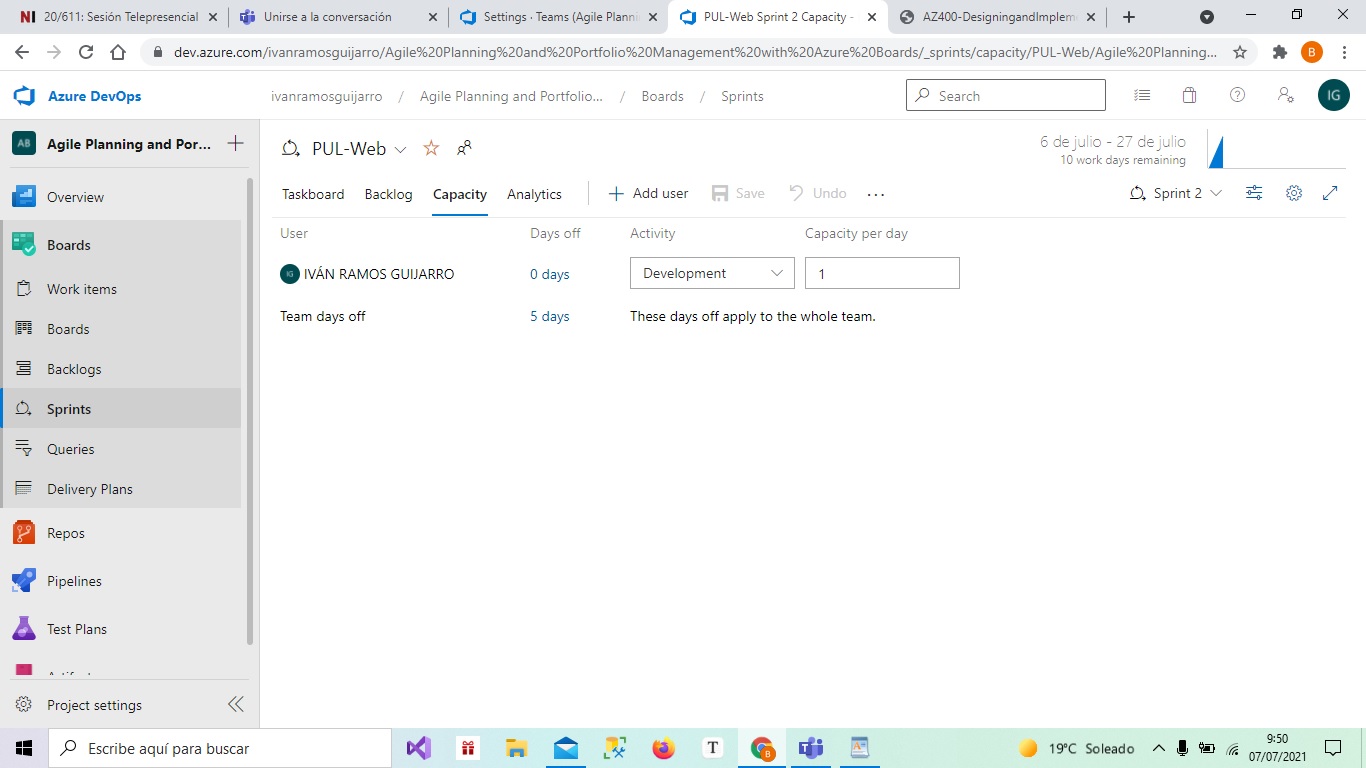 20/611: Sesión Telepresencial
Unirse a la conversación
Settings · Teams (Agile Planni
PUL-Web Sprint 2 Capacity -
AZ400-DesigningandImplem
dev.azure.com/ivanramosguijarro/Agile%20Planning%20and%20Portfolio%20Management%20with%20Azure%20Boards/_sprints/capacity/PUL-Web/Agile%20Planning...
B
Azure DevOps
ivanramosguijarro / Agile Planning and Portfolio... / Boards / Sprints
Search
IG
AB
Agile Planning and Por...
PUL-Web
6 de julio - 27 de julio
10 work days remaining
Overview
Boards
Work items
Boards
Backlogs
Sprints
Queries
Delivery Plans
Repos
Pipelines
Test Plans
Project settings
Taskboard
Backlog
Capacity
Analytics
Add user
Save
Undo
Sprint 2
User
Days off
Activity
Capacity per day
IG
IVÁN RAMOS GUIJARRO
0 days
Development
1
Team days off
5 days
These days off apply to the whole team.
Escribe aquí para buscar
T
B
19°C Soleado
9:50
07/07/2021